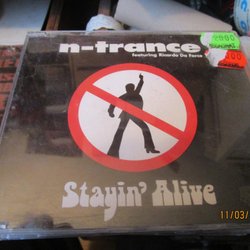 n-trance
featuring Ricardo Da Force
Stayin' Alive
11/03/